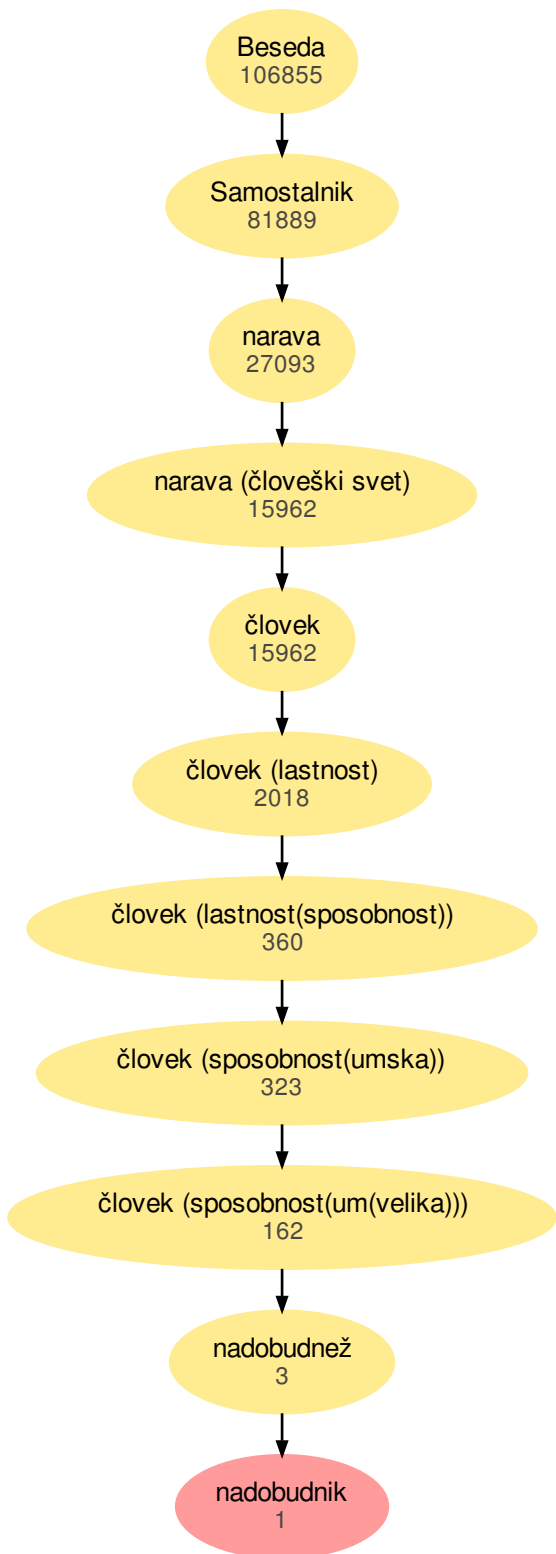 Beseda
106855
Samostalnik
81889
narava
27093
narava (človeški svet)
15962
človek
15962
človek (lastnost)
2018
človek (lastnost(sposobnost))
360
človek (sposobnost(umska))
323
človek (sposobnost(um(velika)))
162
nadobudnež
3
nadobudnik
1